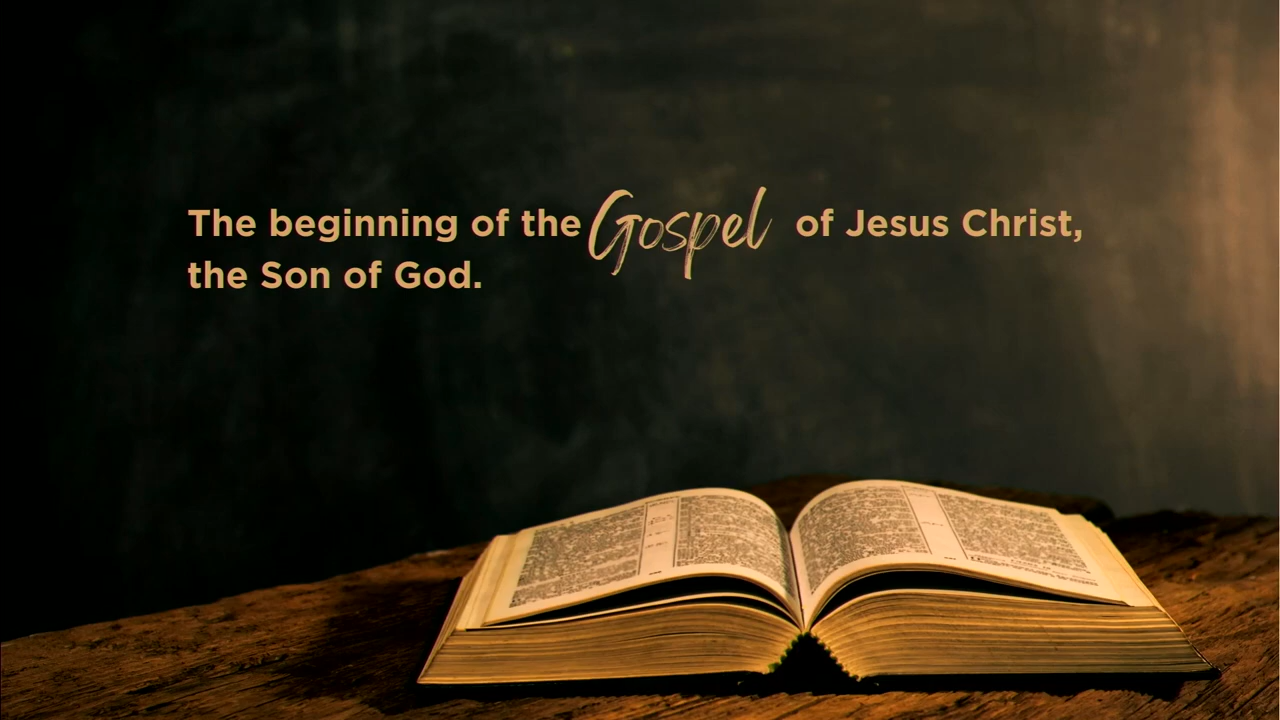 The beginning of the Gospel of Jesus Christ,
the Son of God.